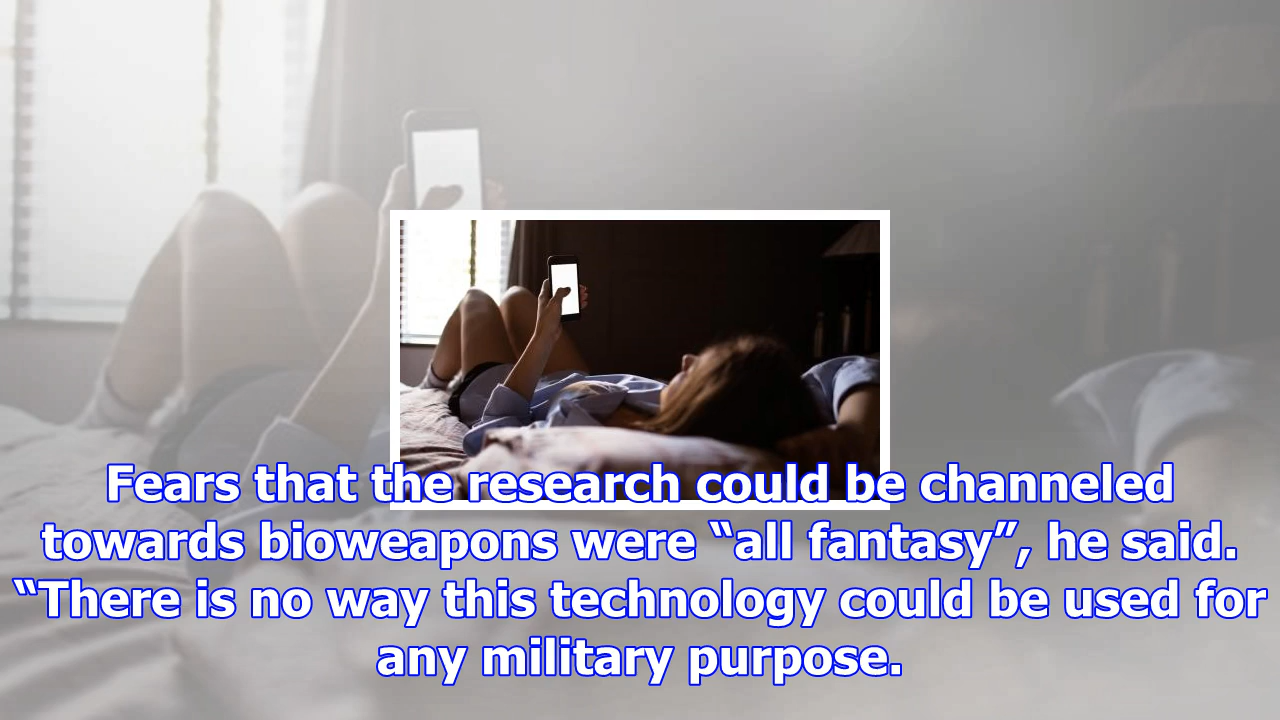 Fears that the research could be channeled
towards bioweapons were “all fantasy”, he said.
“There is no way this technology could be used for
any military purpose.